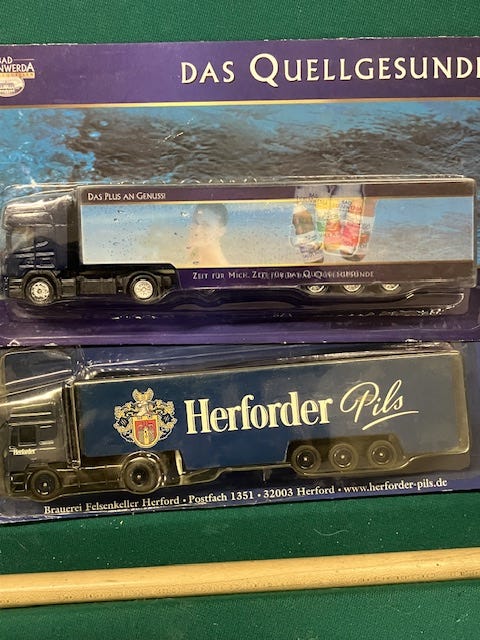 BAD
DAS QUELLGESUNDE
DAS PLUS AN GENUSS!
ZEIT FÜR MICH. ZEIT FÜR DAS QUELLGESUNDE
Herforder Pils
Herforder
Brauerei Felsenkeller Herford • Postfach 1351 • 32003 Herford • www.herforder-pils.de